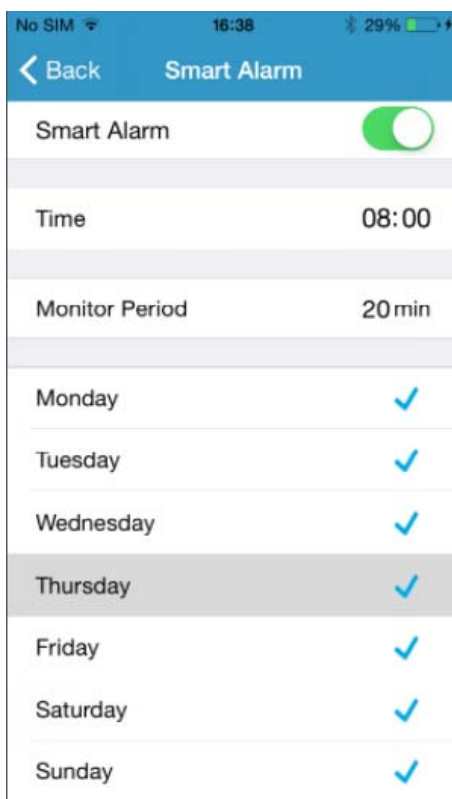 No SIM 16:38 29%
Back Smart Alarm
Smart Alarm
Time 08:00
Monitor Period 20 min
Monday
Tuesday
Wednesday
Thursday
Friday
Saturday
Sunday